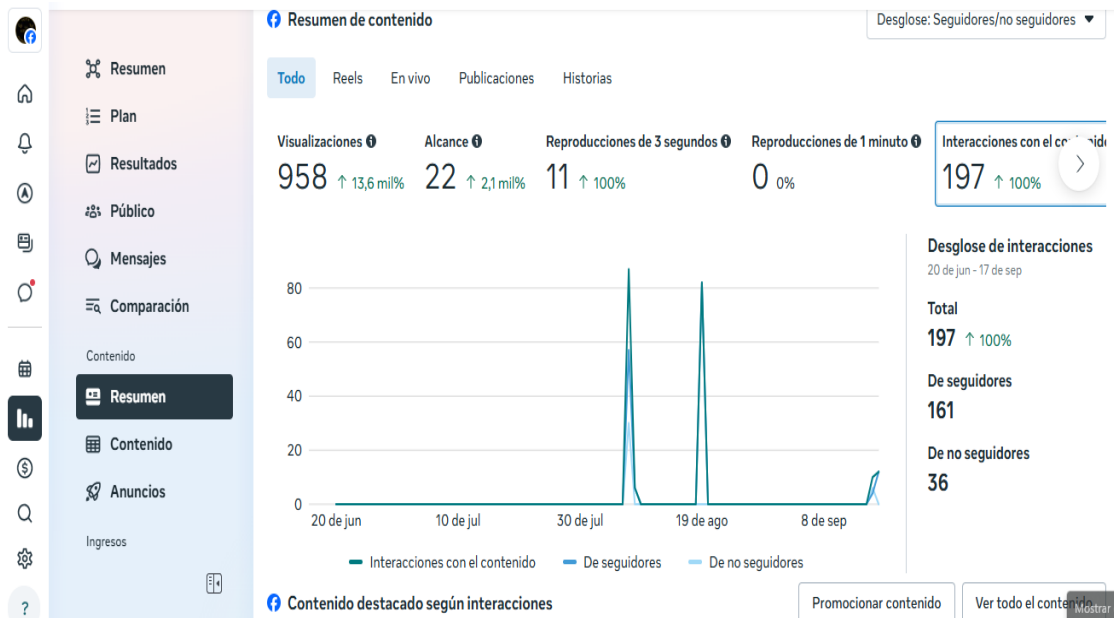 Resumen de contenido
Desglose: Seguidores/no seguidores
Resumen
Plan
Resultados
Público
Mensajes
Comparación
Contenido
Resumen
Contenido
Anuncios
Ingresos
?
Todo Reels En vivo Publicaciones Historias
Visualizaciones Alcance Reproducciones de 3 segundos Reproducciones de 1 minuto Interacciones con el
958 ↑ 13,6 mil% 22 ↑ 2,1 mil% 11 ↑ 100% 0 0% 197 ↑ 100%
80
60
40
20
0
20 de jun 10 de jul 30 de jul 19 de ago 8 de sep
Interacciones con el contenido De seguidores De no seguidores
Desglose de interacciones
20 de jun - 17 de sep
Total
197 ↑ 100%
De seguidores
161
De no seguidores
36
Contenido destacado según interacciones
Promocionar contenido
Ver todo el contenido
Mostrar